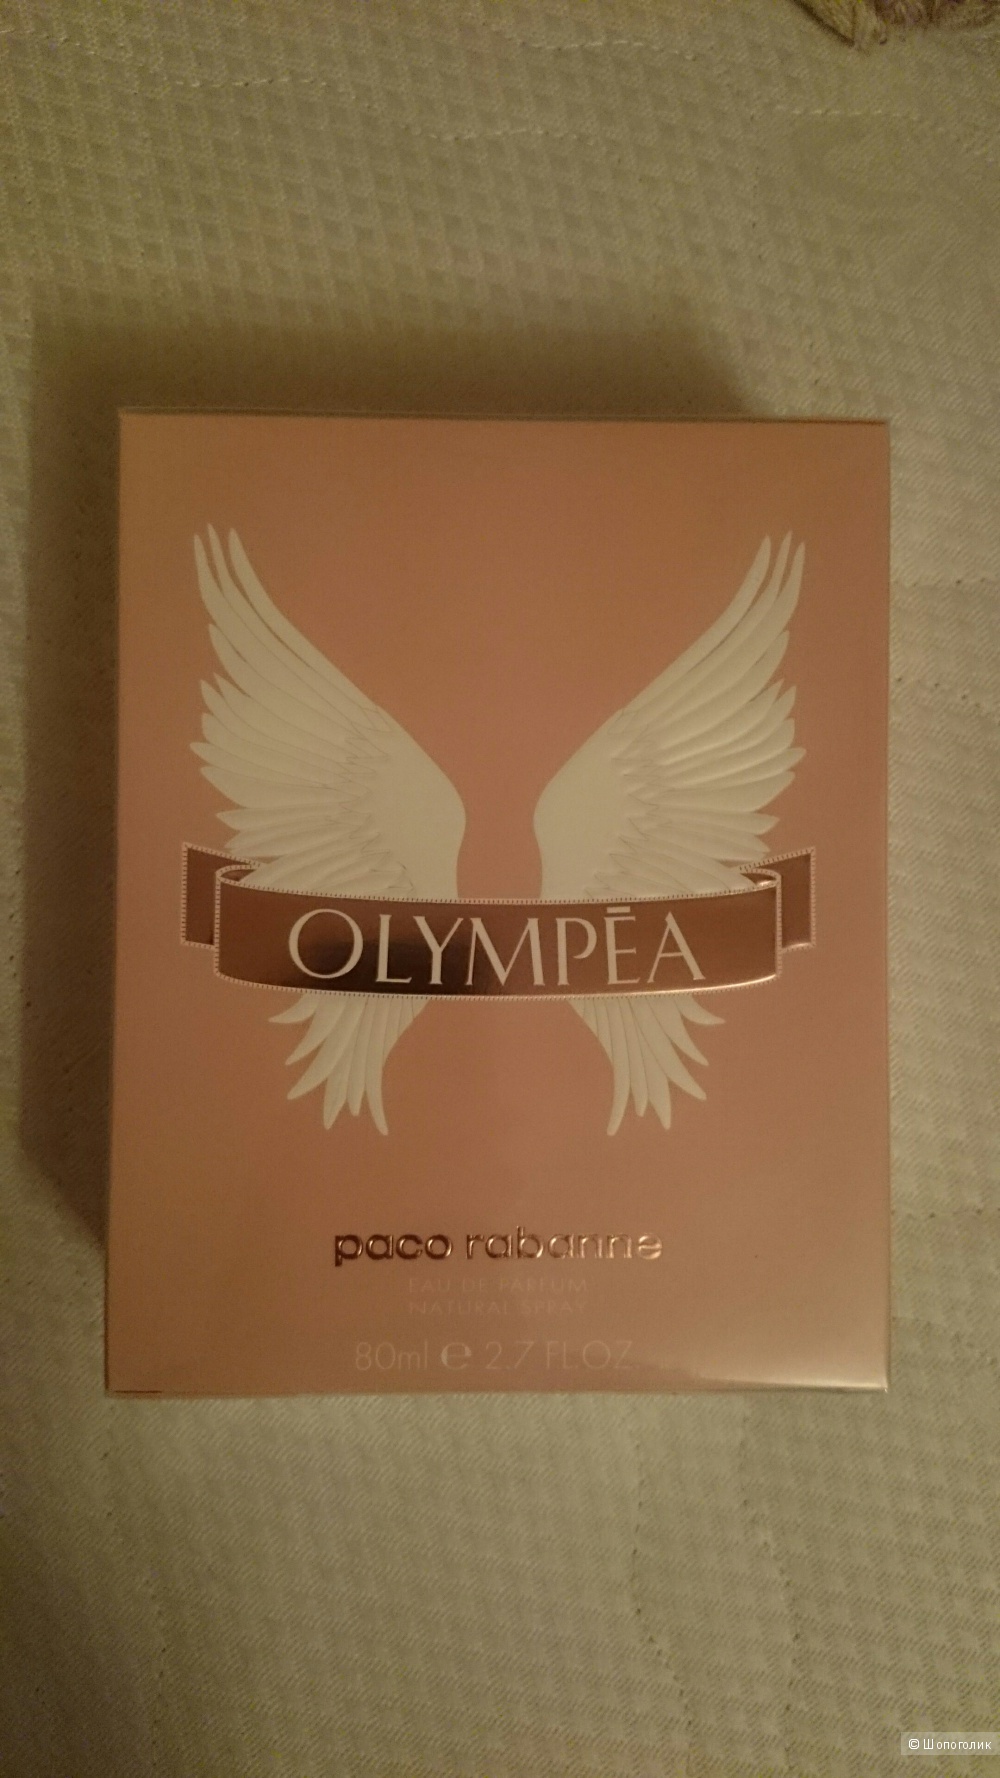 OLYMPĒA
paco rabanne
EAU DE PARFUM
NATURAL SPRAY
80ml ℮ 2.7 FL.OZ.
© Шопоголик